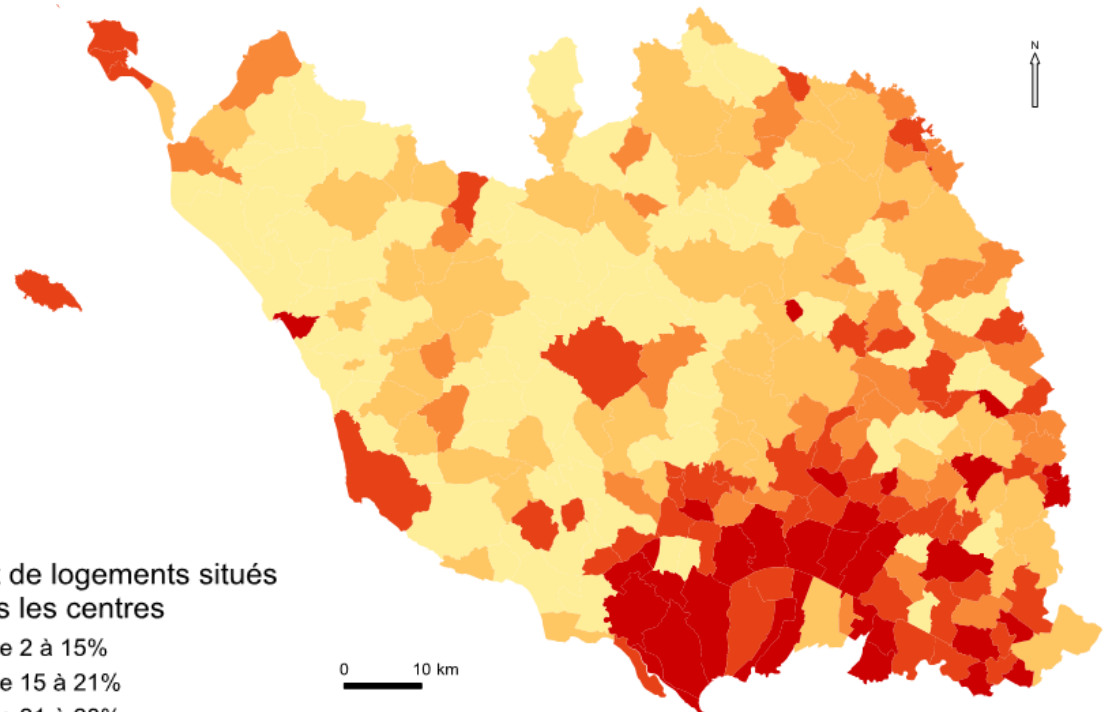 N
de logements situés
les centres
2 à 15%
15 à 21%
0 10 km